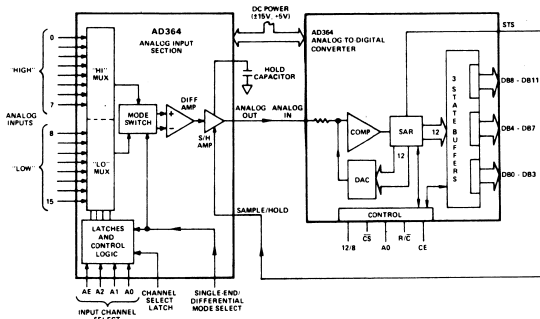 AD364
ANALOG INPUT
SECTION
DC POWER
(±15V, +5V)
AD364
ANALOG TO DIGITAL
CONVERTER
STS
0
"HIGH"
7
ANALOG
INPUTS
8
"LOW"
15
"HI"
MUX
"LO"
MUX
MODE
SWITCH
DIFF
AMP
+
−
S/H
AMP
HOLD
CAPACITOR
ANALOG
OUT
ANALOG
IN
COMP
SAR
12
12
DAC
3
STATE
BUFFERS
DB8 - DB11
DB4 - DB7
DB0 - DB3
SAMPLE/HOLD
CONTROL
12/8
C̅S̅
A0
R/C̅
CE
LATCHES
AND
CONTROL
LOGIC
AE A2 A1 A0
INPUT CHANNEL
SELECT
CHANNEL
SELECT
LATCH
SINGLE-END/
DIFFERENTIAL
MODE SELECT